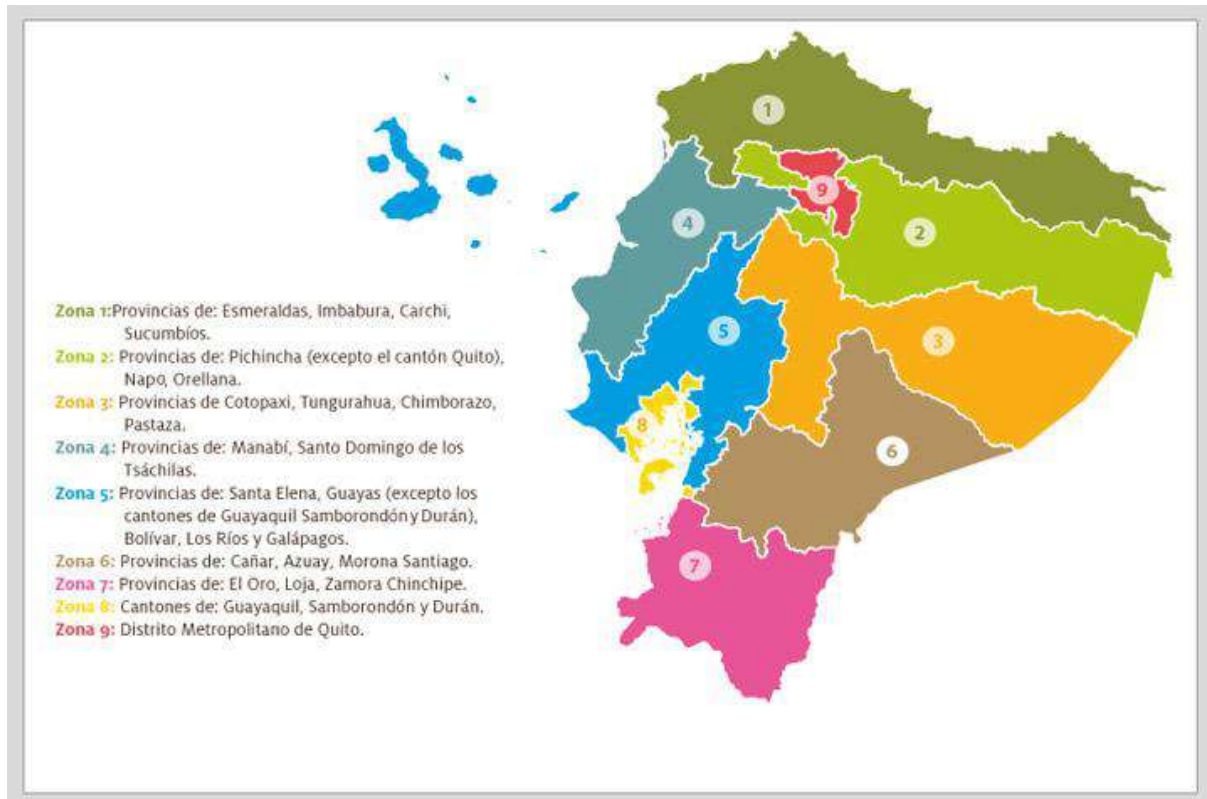 1
9
2
4
5
3
8
6
7
Zona 1:Provincias de: Esmeraldas, Imbabura, Carchi,
Sucumbíos.
Zona 2: Provincias de: Pichincha (excepto el cantón Quito),
Napo, Orellana.
Zona 3: Provincias de Cotopaxi, Tungurahua, Chimborazo,
Pastaza.
Zona 4: Provincias de: Manabí, Santo Domingo de los
Tsáchilas.
Zona 5: Provincias de: Santa Elena, Guayas (excepto los
cantones de Guayaquil Samborondón y Durán),
Bolívar, Los Ríos y Galápagos.
Zona 6: Provincias de: Cañar, Azuay, Morona Santiago.
Zona 7: Provincias de: El Oro, Loja, Zamora Chinchipe.
Zona 8: Cantones de: Guayaquil, Samborondón y Durán.
Zona 9: Distrito Metropolitano de Quito.